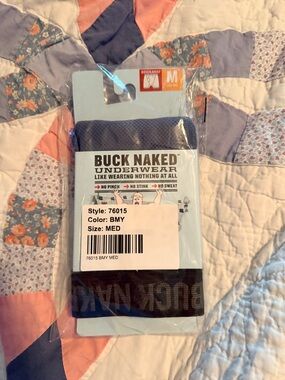 M
BUCK NAKED™
UNDERWEAR
LIKE WEARING NOTHING AT ALL
NO PINCH NO STINK NO SWEAT
Style: 76015
Color: BMY
Size: MED
76015 BMY MED
BUCK NAK